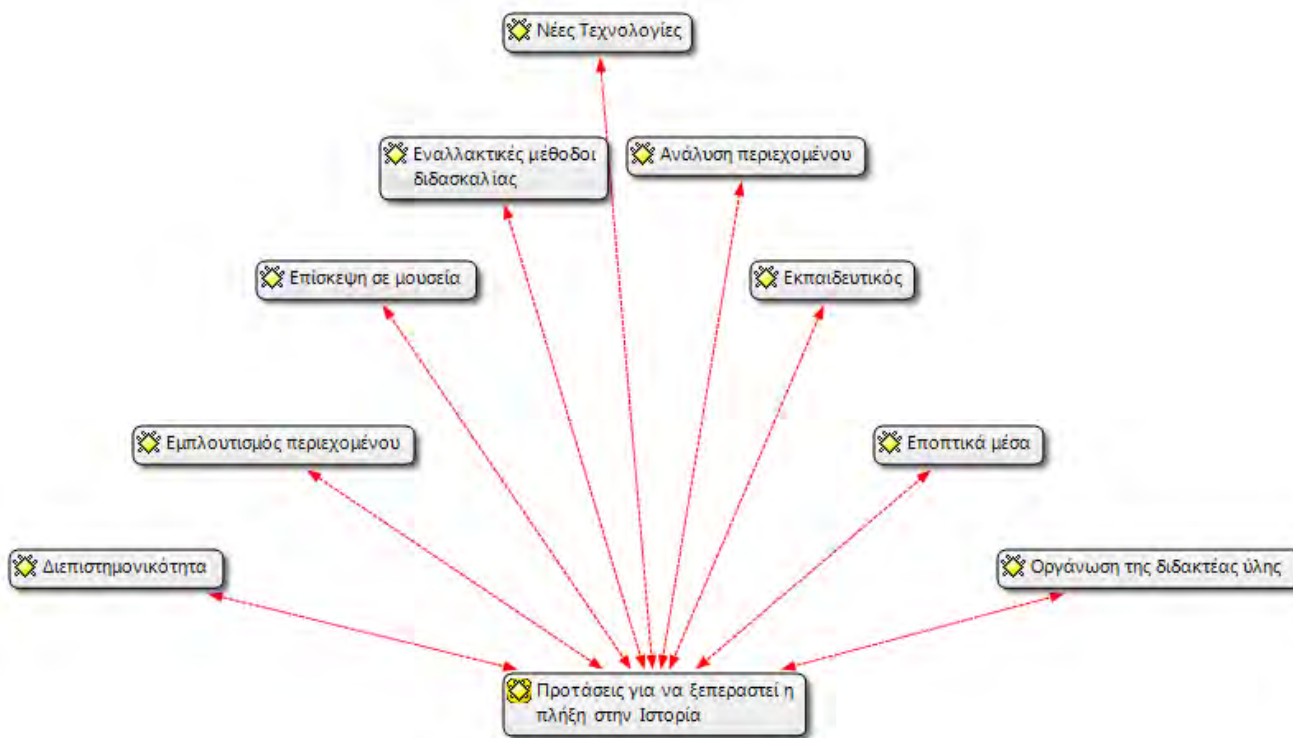 Νέες Τεχνολογίες
Εναλλακτικές μέθοδοι
διδασκαλίας
Ανάλυση περιεχομένου
Επίσκεψη σε μουσεία
Εκπαιδευτικός
Εμπλουτισμός περιεχομένου
Εποπτικά μέσα
Διεπιστημονικότητα
Οργάνωση της διδακτέας ύλης
Προτάσεις για να ξεπεραστεί η
πλήξη στην Ιστορία